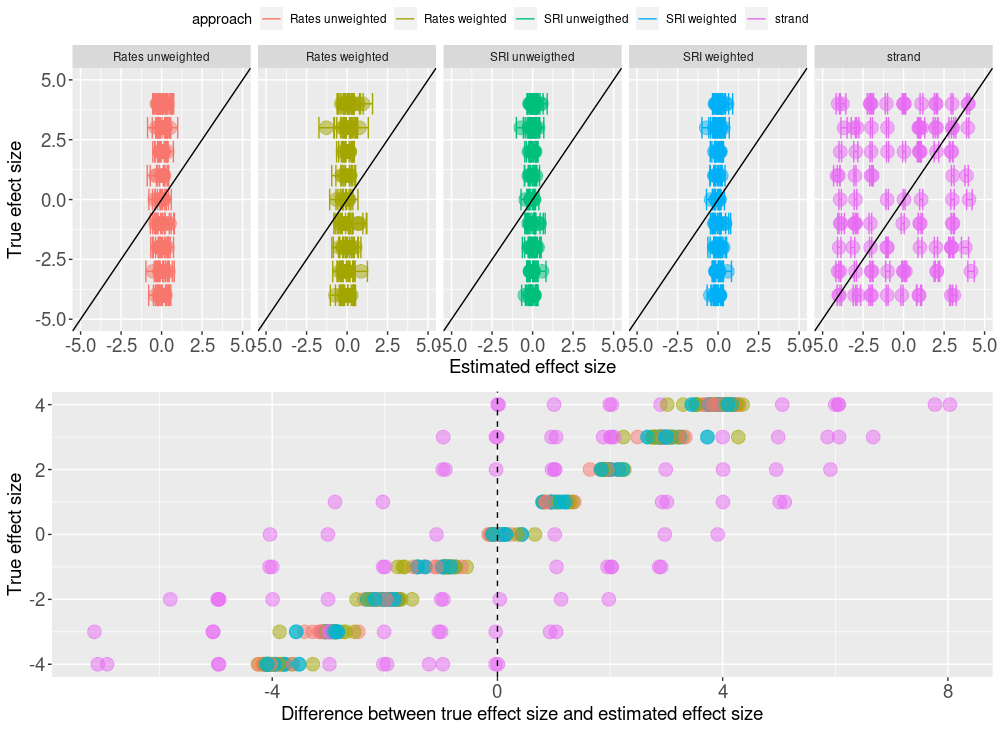 approach Rates unweighted Rates weighted SRI unweigthed SRI weighted strand
Rates unweighted Rates weighted SRI unweighted SRI weighted strand
5.0
2.5
0.0
-2.5
-5.0
True effect size
-5.0 -2.5 0.0 2.5 5.0 -5.0 -2.5 0.0 2.5 5.0 -5.0 -2.5 0.0 2.5 5.0 -5.0 -2.5 0.0 2.5 5.0 -5.0 -2.5 0.0 2.5 5.0
Estimated effect size
4
2
0
-2
-4
True effect size
-4 0 4 8
Difference between true effect size and estimated effect size